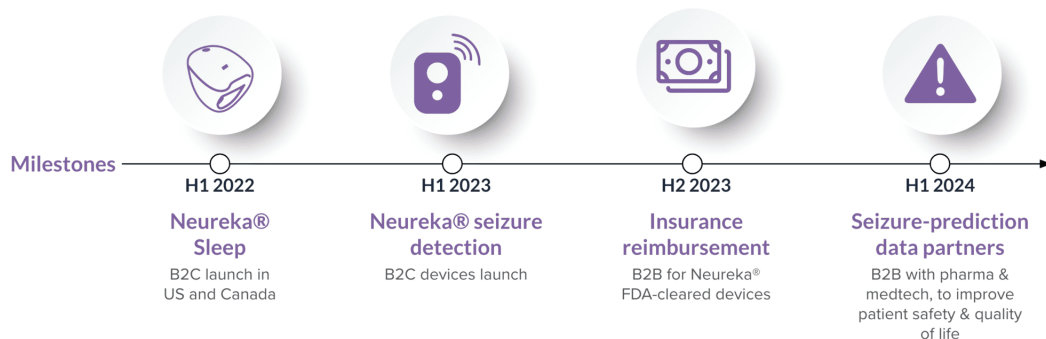 Milestones
H1 2022
Neureka® Sleep
B2C launch in
US and Canada
H1 2023
Neureka® seizure
detection
B2C devices launch
H2 2023
Insurance
reimbursement
B2B for Neureka®
FDA-cleared devices
H1 2024
Seizure-prediction
data partners
B2B with pharma &
medtech, to improve
patient safety & quality
of life